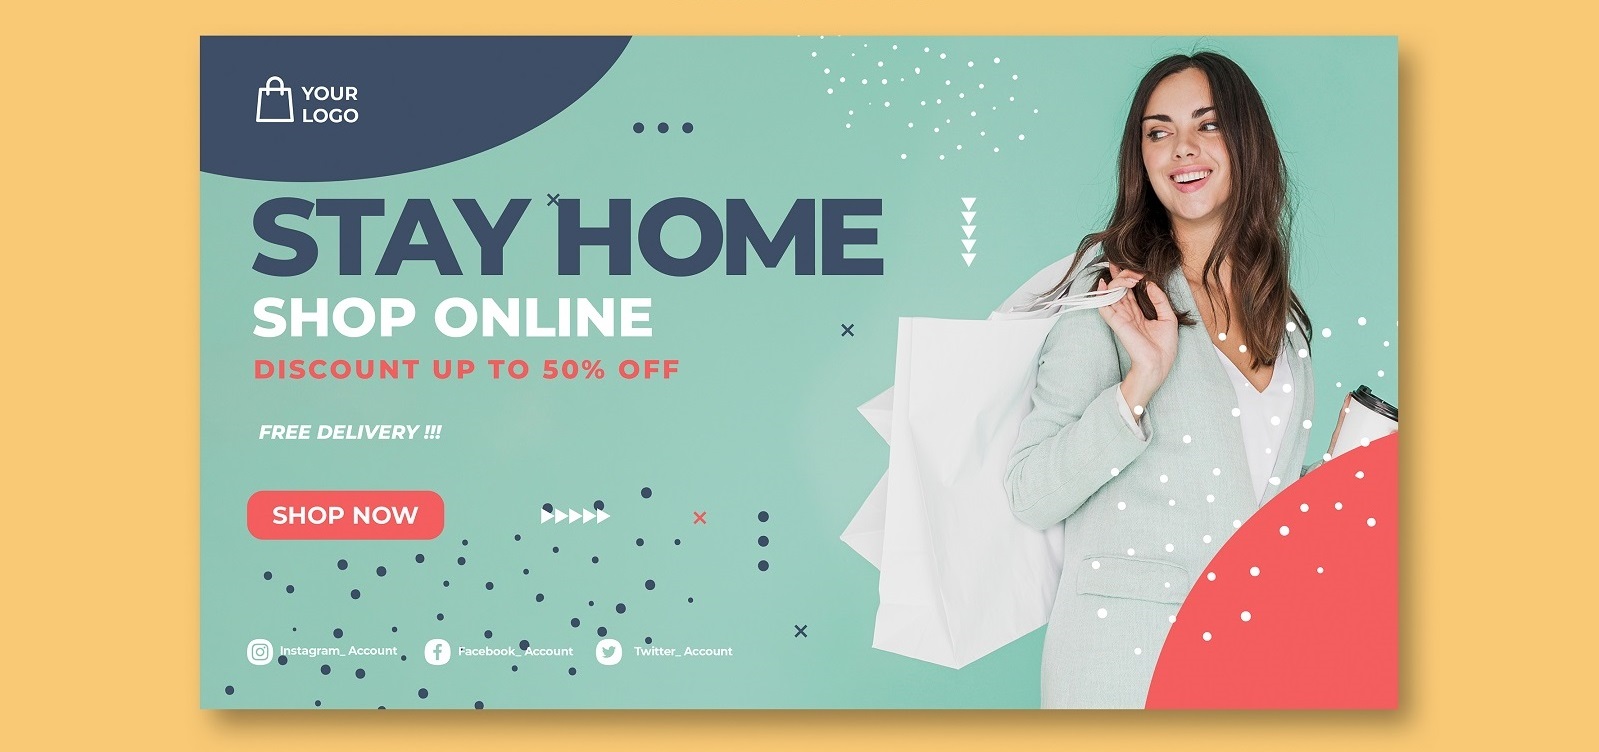 YOUR
LOGO
STAY HOME
SHOP ONLINE
DISCOUNT UP TO 50% OFF
FREE DELIVERY !!!
SHOP NOW
Instagram_ Account
Facebook_ Account
Twitter_ Account